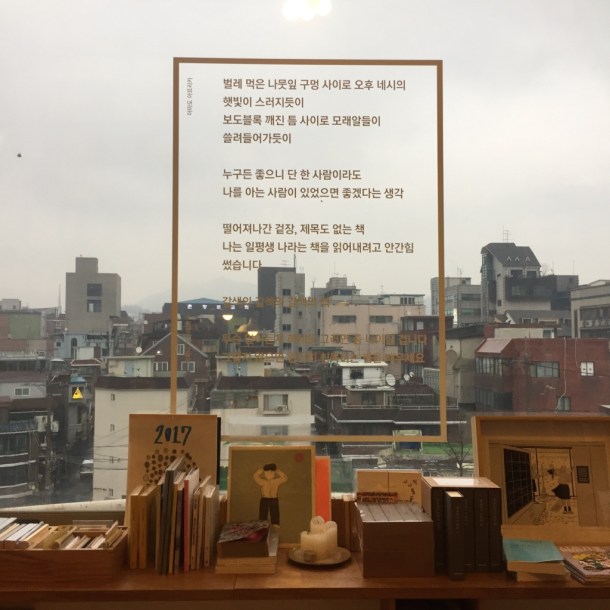 벌레 먹은 나뭇잎 구멍 사이로 오후 네시의
햇빛이 스러지듯이
보도블록 깨진 틈 사이로 모래알들이
쓸려들어가듯이
누구든 좋으니 단 한 사람이라도
나를 아는 사람이 있었으면 좋겠다는 생각
떨어져나간 겉장, 제목도 없는 책
나는 일평생 나라는 책을 읽어내려고 안간힘
썼습니다
2017